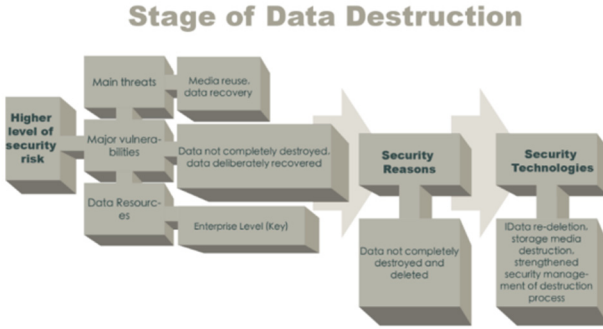 Stage of Data Destruction
Higher
level of
security
risk
Main threats
Media reuse,
data recovery
Major vulnera-
bilities
Data not completely destroyed,
data deliberately recovered
Data Resourc-
es
Enterprise Level (Key)
Security
Reasons
Data not completely
destroyed and
deleted
Security
Technologies
IData re-deletion,
storage media
destruction,
strengthened
security manage-
ment of destruction
process